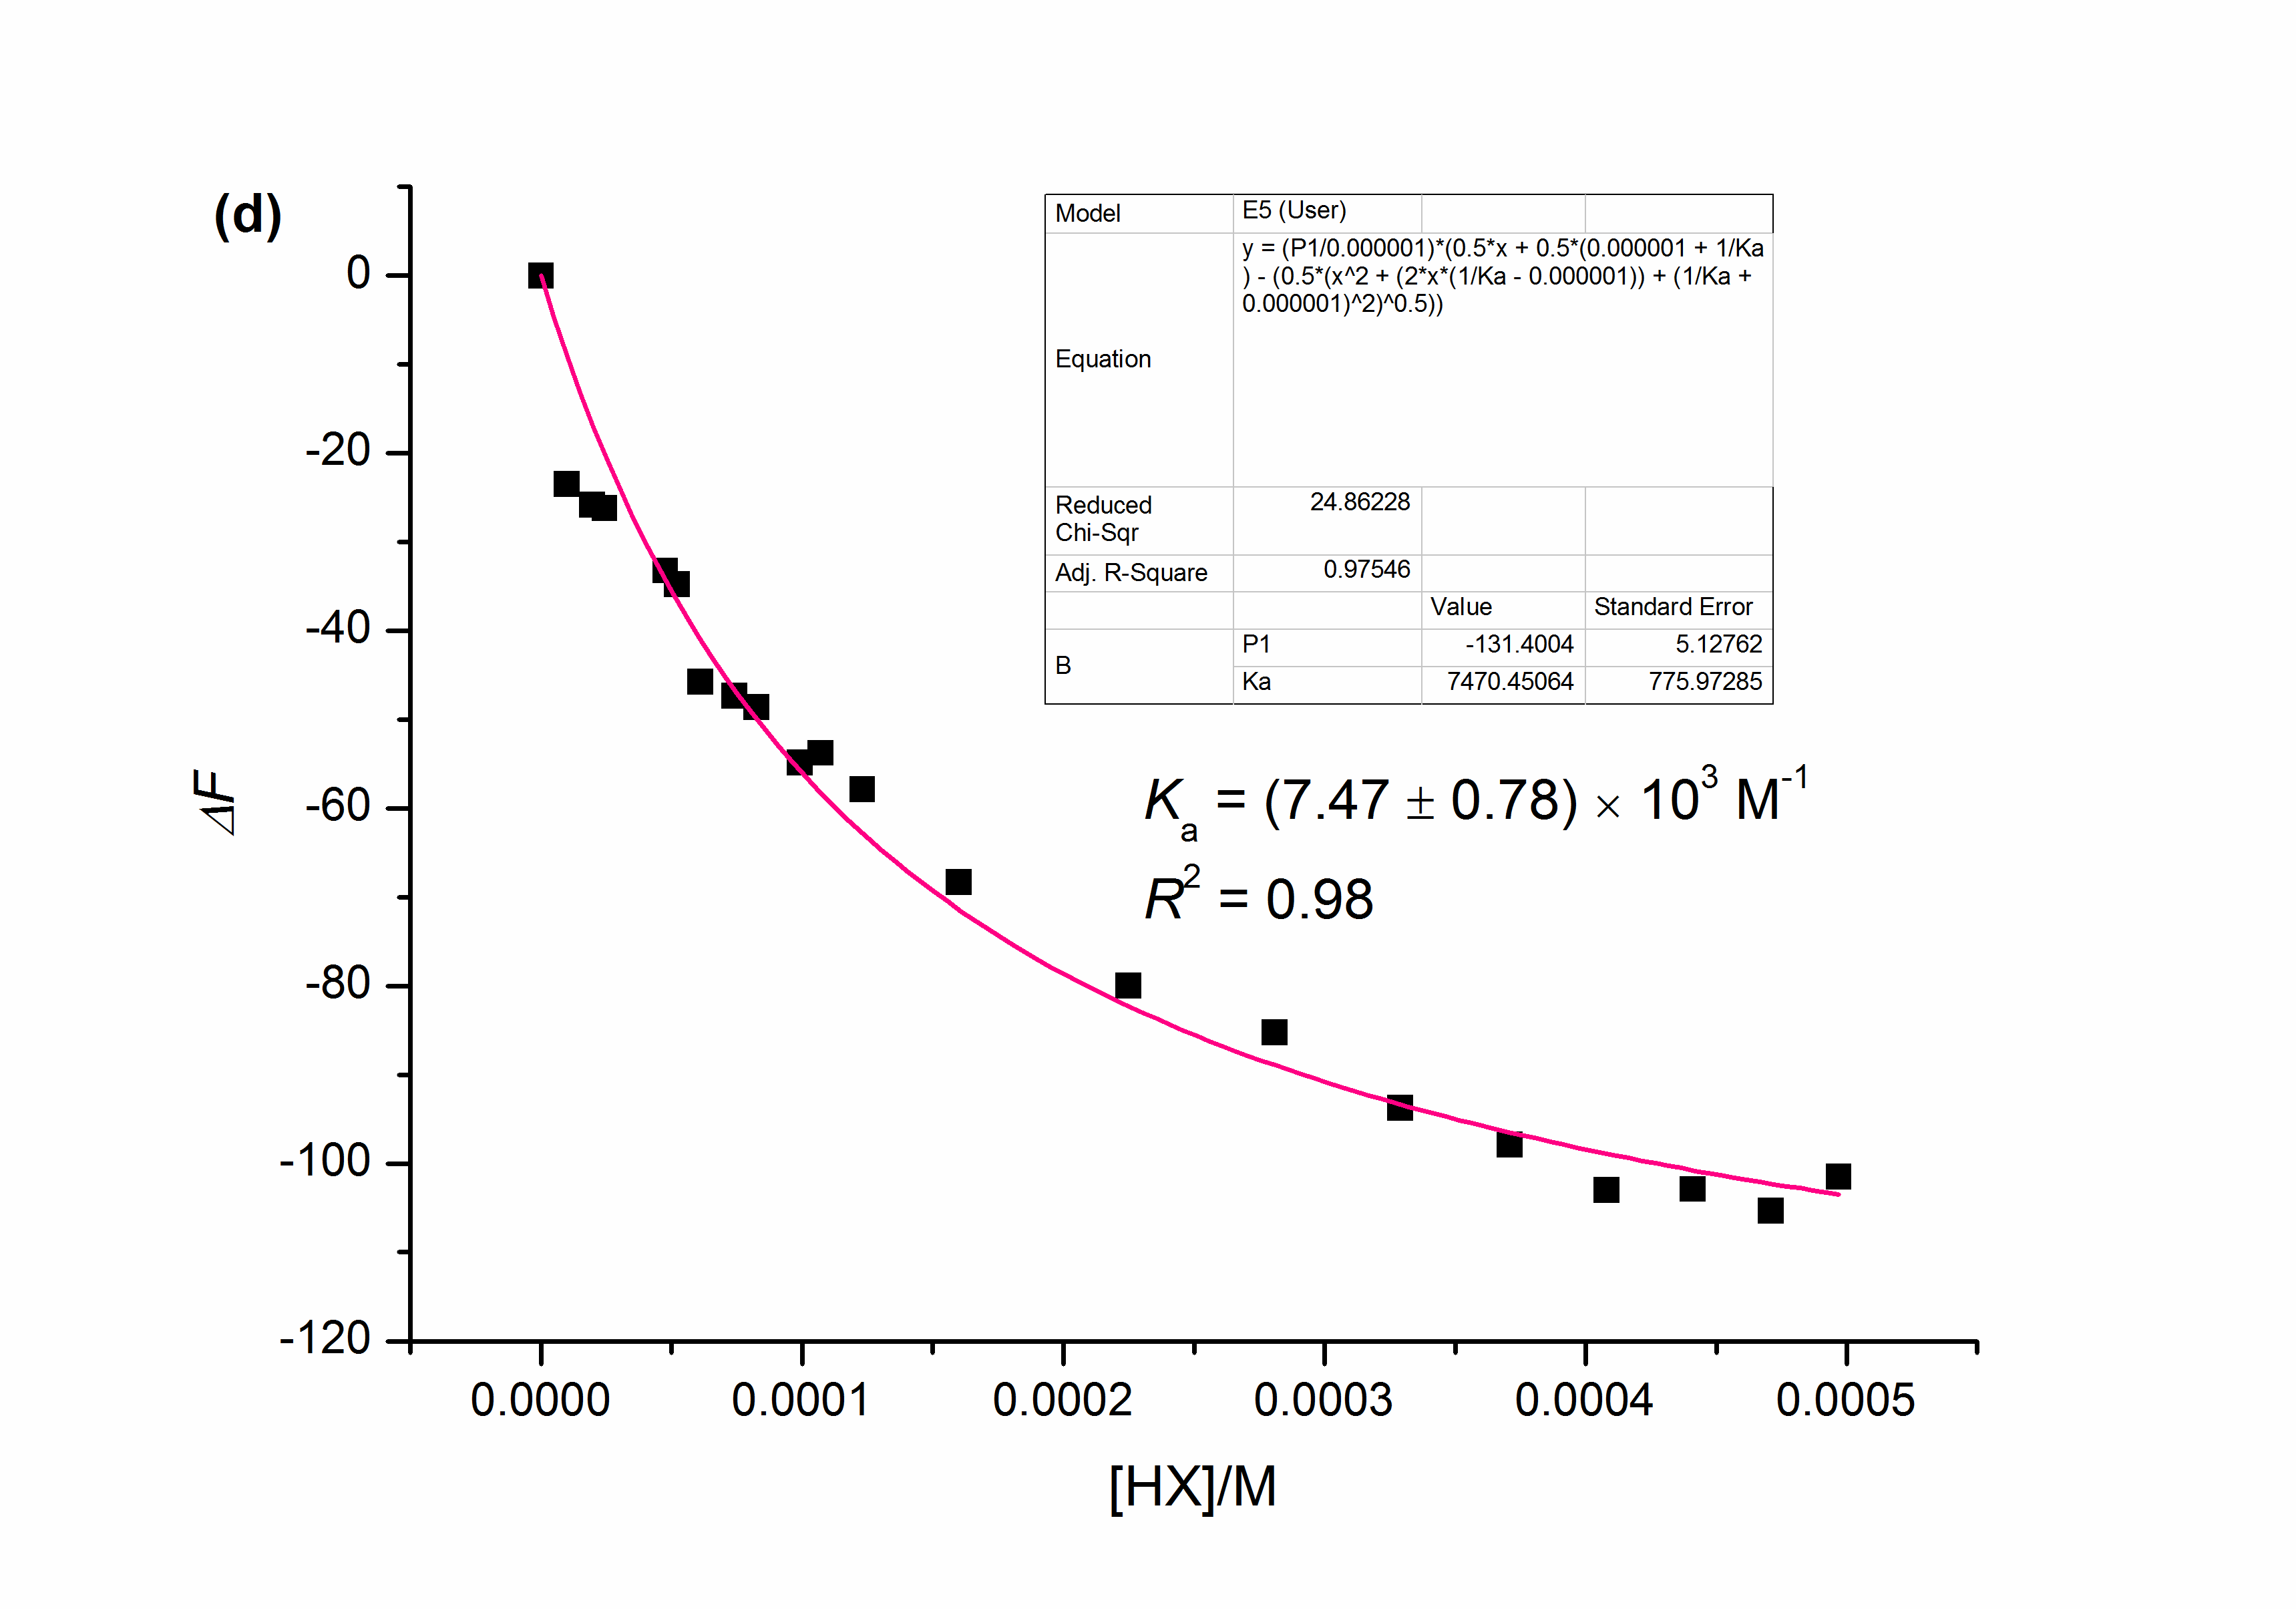 (d)
Model E5 (User)
Equation
y = (P1/0.000001)*(0.5*x + 0.5*(0.000001 + 1/Ka
) - (0.5*(x^2 + (2*x*(1/Ka - 0.000001)) + (1/Ka +
0.000001)^2)^0.5))
Reduced
Chi-Sqr
24.86228
Adj. R-Square 0.97546
Value Standard Error
B
P1 -131.4004 5.12762
Ka 7470.45064 775.97285
Ka = (7.47 ± 0.78) × 10³ M⁻¹
R² = 0.98
ΔF
0
-20
-40
-60
-80
-100
-120
0.0000 0.0001 0.0002 0.0003 0.0004 0.0005
[HX]/M